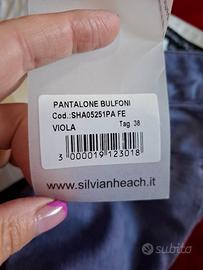 PANTALONE BULFONI
Cod.:SHA05251PA FE
VIOLA Tag 38
3 000019 123018
www.silvianheach.it
subito